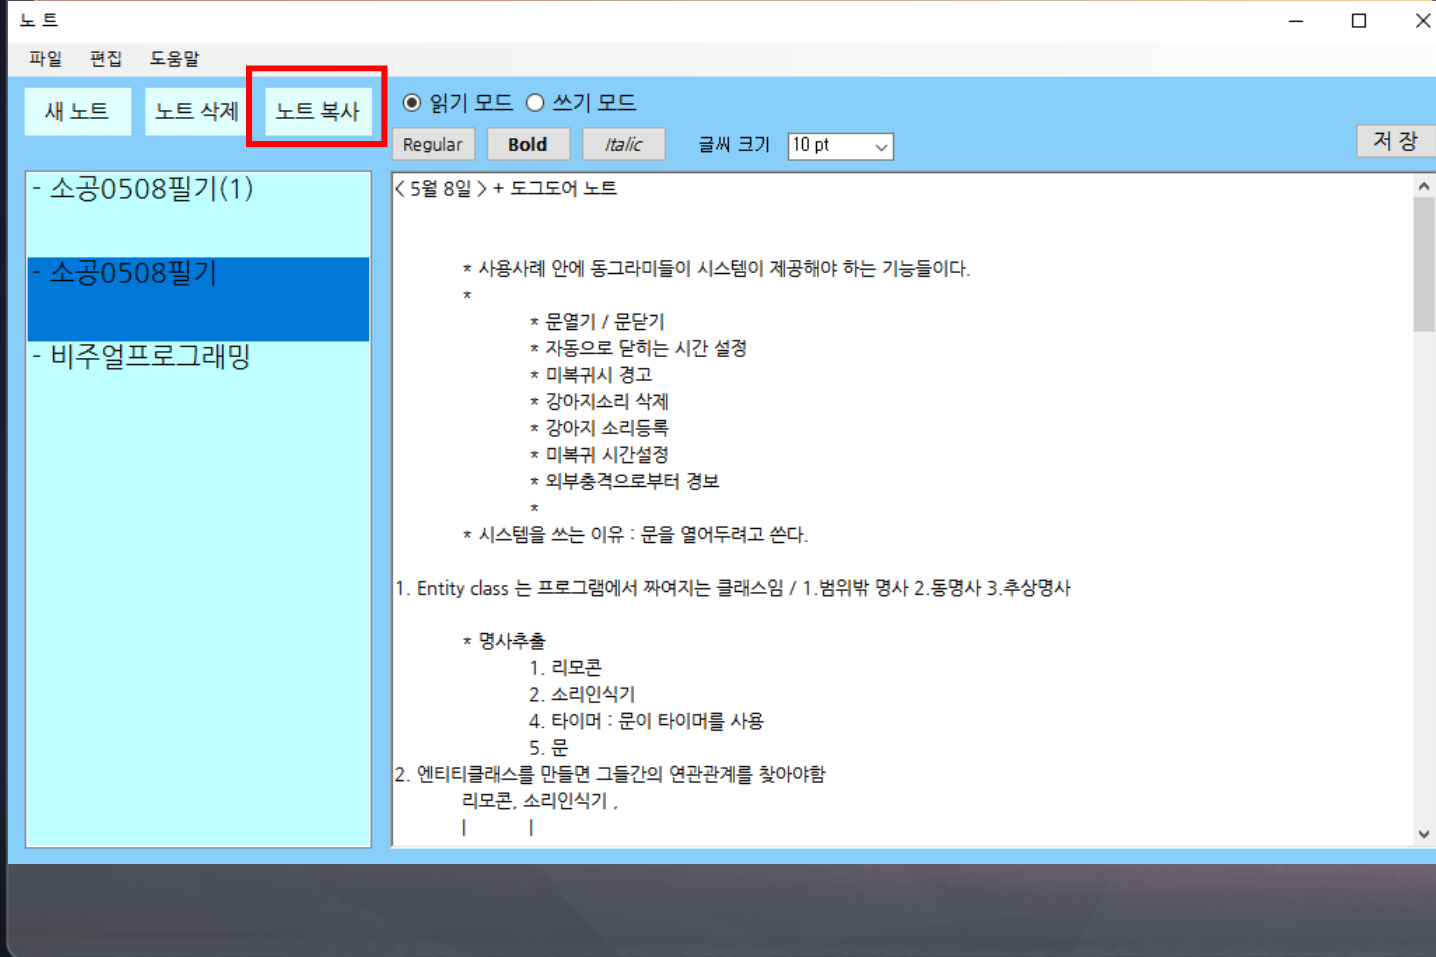 노 트
파일 편집 도움말
새 노트 노트 삭제 노트 복사
읽기 모드 쓰기 모드
Regular Bold Italic 글씨 크기 10 pt 저 장
- 소공0508필기(1)
- 소공0508필기
- 비주얼프로그래밍
< 5월 8일 > + 도그도어 노트
* 사용사례 안에 동그라미들이 시스템이 제공해야 하는 기능들이다.
*
* 문열기 / 문닫기
* 자동으로 닫히는 시간 설정
* 미복귀시 경고
* 강아지소리 삭제
* 강아지 소리등록
* 미복귀 시간설정
* 외부충격으로부터 경보
*
* 시스템을 쓰는 이유 : 문을 열어두려고 쓴다.
1. Entity class 는 프로그램에서 짜여지는 클래스임 / 1.범위밖 명사 2.동명사 3.추상명사
* 명사추출
1. 리모콘
2. 소리인식기
4. 타이머 : 문이 타이머를 사용
5. 문
2. 엔티티클래스를 만들면 그들간의 연관관계를 찾아야함
리모콘, 소리인식기 ,
| |